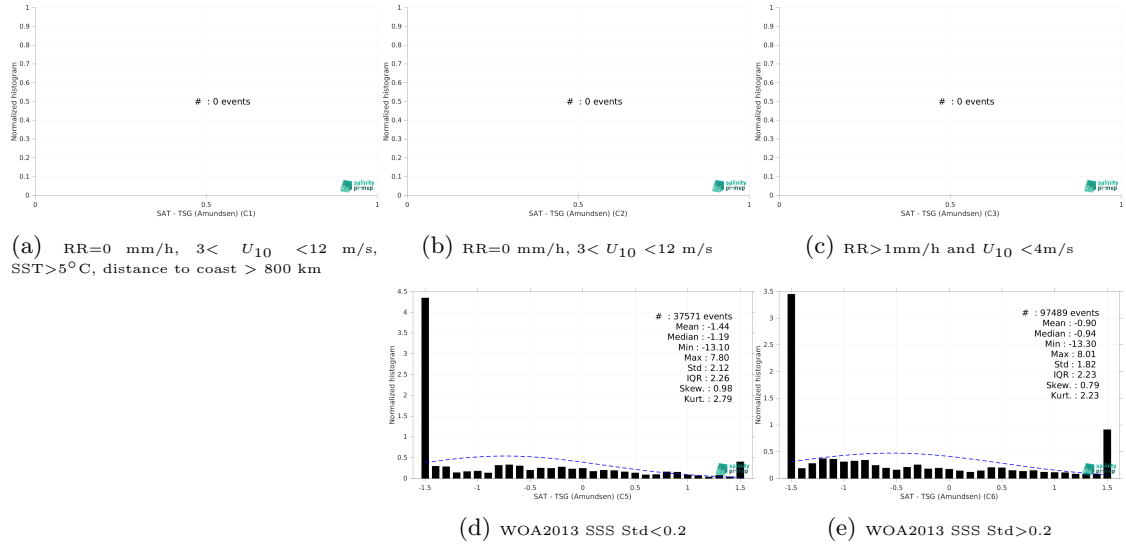 1
0.9
0.8
0.7
0.6
0.5
0.4
0.3
0.2
0.1
0
Normalized histogram
# : 0 events
salinity
pi-mep
0 0.5 1
SAT - TSG (Amundsen) (C1)
1
0.9
0.8
0.7
0.6
0.5
0.4
0.3
0.2
0.1
0
Normalized histogram
# : 0 events
salinity
pi-mep
0 0.5 1
SAT - TSG (Amundsen) (C2)
1
0.9
0.8
0.7
0.6
0.5
0.4
0.3
0.2
0.1
0
Normalized histogram
# : 0 events
salinity
pi-mep
0 0.5 1
SAT - TSG (Amundsen) (C3)
(a) RR=0 mm/h, 3< U10 <12 m/s,
SST>5°C, distance to coast > 800 km
(b) RR=0 mm/h, 3< U10 <12 m/s
(c) RR>1mm/h and U10 <4m/s
4.5
4
3.5
3
2.5
2
1.5
1
0.5
0
Normalized histogram
# : 37571 events
Mean : -1.44
Median : -1.19
Min : -13.10
Max : 7.80
Std : 2.12
IQR : 2.26
Skew. : 0.98
Kurt. : 2.79
salinity
pi-mep
-1.5 -1 -0.5 0 0.5 1 1.5
SAT - TSG (Amundsen) (C5)
3.5
3
2.5
2
1.5
1
0.5
0
Normalized histogram
# : 97489 events
Mean : -0.90
Median : -0.94
Min : -13.30
Max : 8.01
Std : 1.82
IQR : 2.23
Skew. : 0.79
Kurt. : 2.23
salinity
pi-mep
-1.5 -1 -0.5 0 0.5 1 1.5
SAT - TSG (Amundsen) (C6)
(d) WOA2013 SSS Std<0.2
(e) WOA2013 SSS Std>0.2